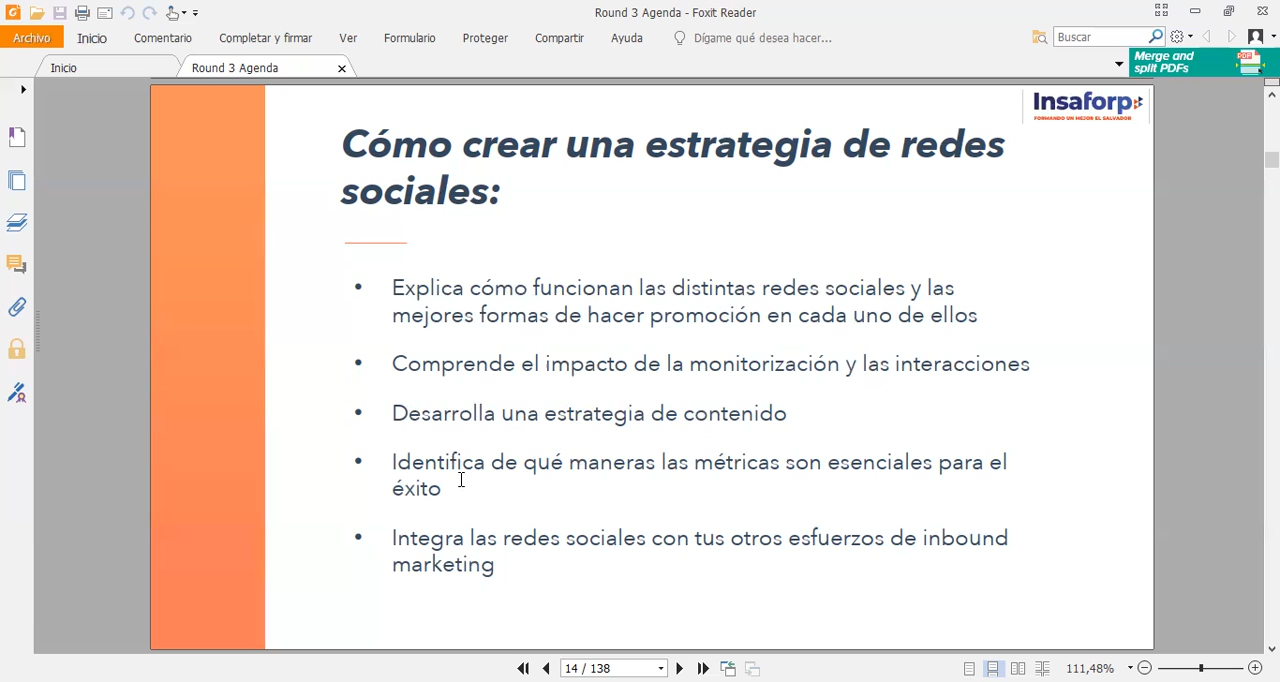 Round 3 Agenda - Foxit Reader
Archivo Inicio Comentario Completar y firmar Ver Formulario Proteger Compartir Ayuda Dígame qué desea hacer... Buscar
Inicio Round 3 Agenda
Merge and
split PDFs
PDF
Insaforp
FORMANDO UN MEJOR EL SALVADOR
Cómo crear una estrategia de redes
sociales:
• Explica cómo funcionan las distintas redes sociales y las
mejores formas de hacer promoción en cada uno de ellos
• Comprende el impacto de la monitorización y las interacciones
• Desarrolla una estrategia de contenido
• Identifica de qué maneras las métricas son esenciales para el
éxito
• Integra las redes sociales con tus otros esfuerzos de inbound
marketing
14 / 138
111,48%